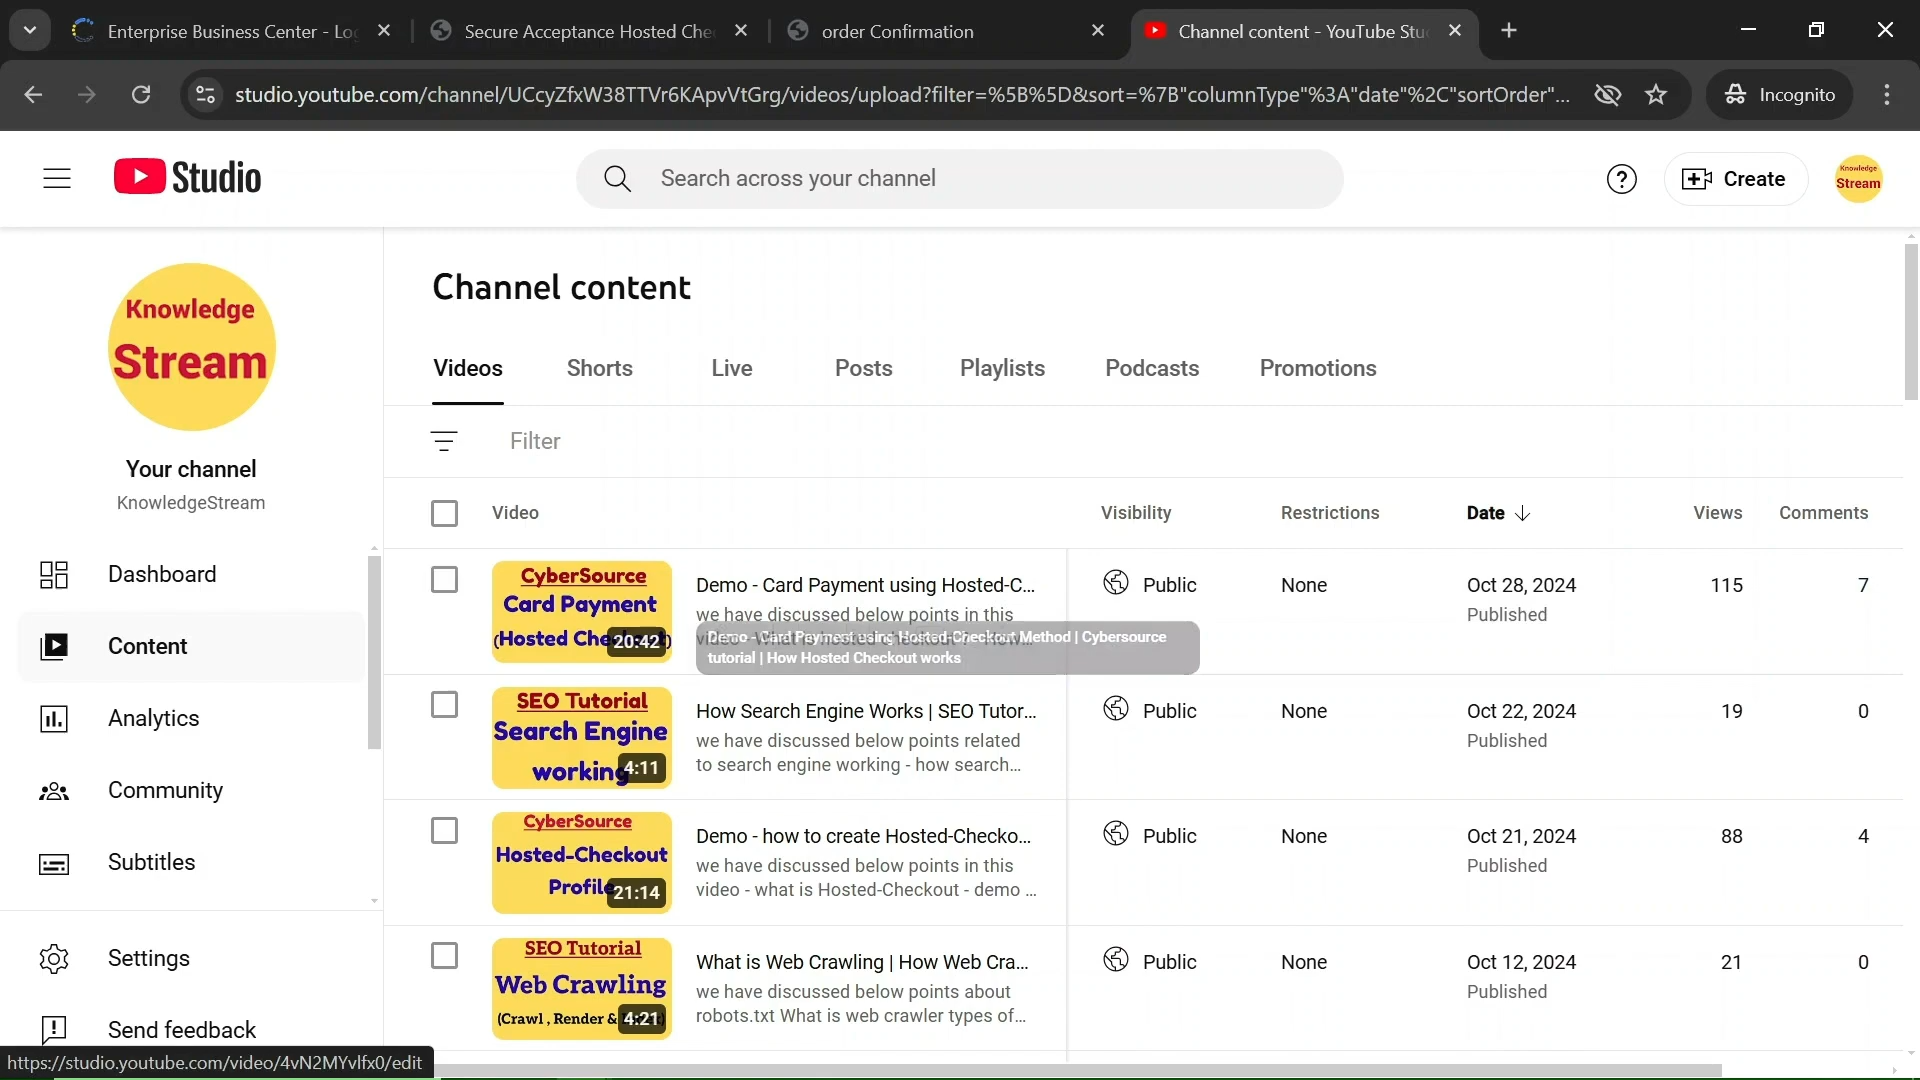 Enterprise Business Center - Lo
Secure Acceptance Hosted Che
order Confirmation
Channel content - YouTube Stu
studio.youtube.com/channel/UCcyZfxW38TTVr6KApvVtGrg/videos/upload?filter=%5B%5D&sort=%7B"columnType"%3A"date"%2C"sortOrder"...
Incognito
Studio
Search across your channel
?
Create
Knowledge
Stream
Knowledge
Stream
Your channel
KnowledgeStream
Dashboard
Content
Analytics
Community
Subtitles
Settings
Send feedback
Channel content
Videos
Shorts
Live
Posts
Playlists
Podcasts
Promotions
Filter
Video
Visibility
Restrictions
Date
Views
Comments
CyberSource
Card Payment
(Hosted Checkout)
20:42
Demo - Card Payment using Hosted-C...
we have discussed below points in this
Demo - Card Payment using Hosted-Checkout Method | Cybersource
tutorial | How Hosted Checkout works
Public
None
Oct 28, 2024
Published
115
7
SEO Tutorial
Search Engine
working
4:11
How Search Engine Works | SEO Tutor...
we have discussed below points related
to search engine working - how search...
Public
None
Oct 22, 2024
Published
19
0
CyberSource
Hosted-Checkout
Profile
21:14
Demo - how to create Hosted-Checko...
we have discussed below points in this
video - what is Hosted-Checkout - demo ...
Public
None
Oct 21, 2024
Published
88
4
SEO Tutorial
Web Crawling
(Crawl , Render &
4:21
What is Web Crawling | How Web Cra...
we have discussed below points about
robots.txt What is web crawler types of...
Public
None
Oct 12, 2024
Published
21
0
https://studio.youtube.com/video/4vN2MYvlfx0/edit